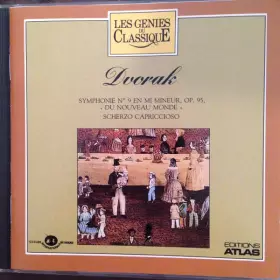 LES GENIES
DU
CLASSIQUE
Dvorak
SYMPHONIE N° 9 EN MI MINEUR, OP. 95,
« DU NOUVEAU MONDE »
SCHERZO CAPRICCIOSO
EDITIONS
ATLAS